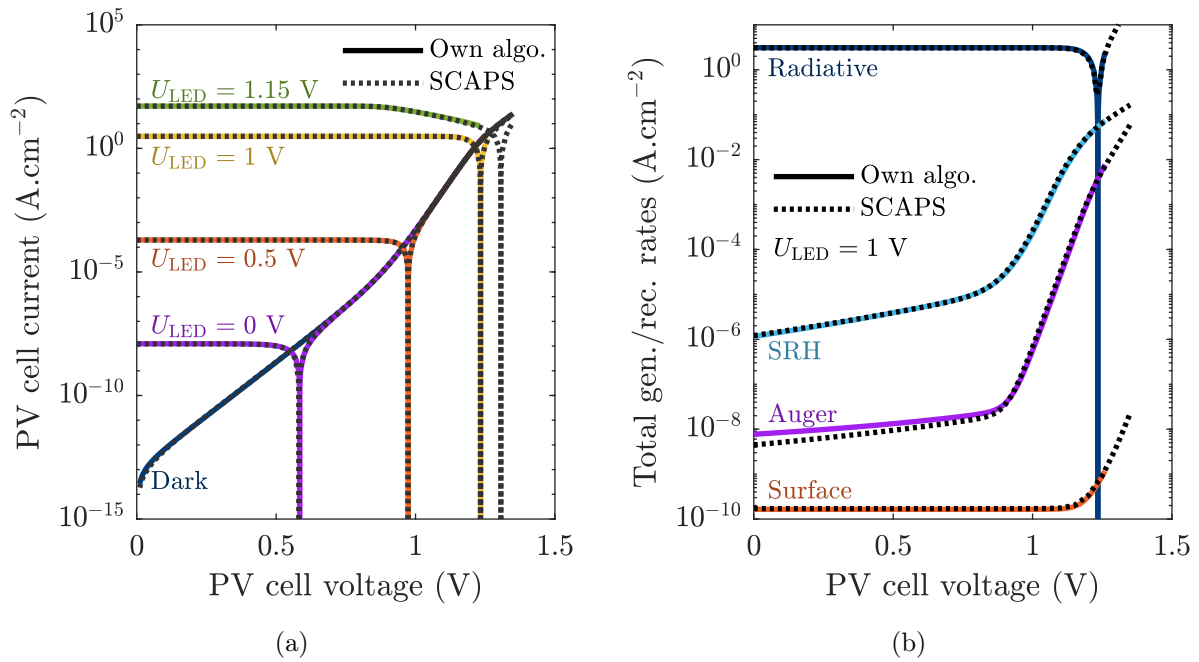 10^5
10^0
10^−5
10^−10
10^−15
PV cell current (A.cm^−2)
Own algo.
SCAPS
U_LED = 1.15 V
U_LED = 1 V
U_LED = 0.5 V
U_LED = 0 V
Dark
0 0.5 1 1.5
PV cell voltage (V)
(a)
10^0
10^−2
10^−4
10^−6
10^−8
10^−10
Total gen./rec. rates (A.cm^−2)
Radiative
Own algo.
SCAPS
U_LED = 1 V
SRH
Auger
Surface
0 0.5 1 1.5
PV cell voltage (V)
(b)